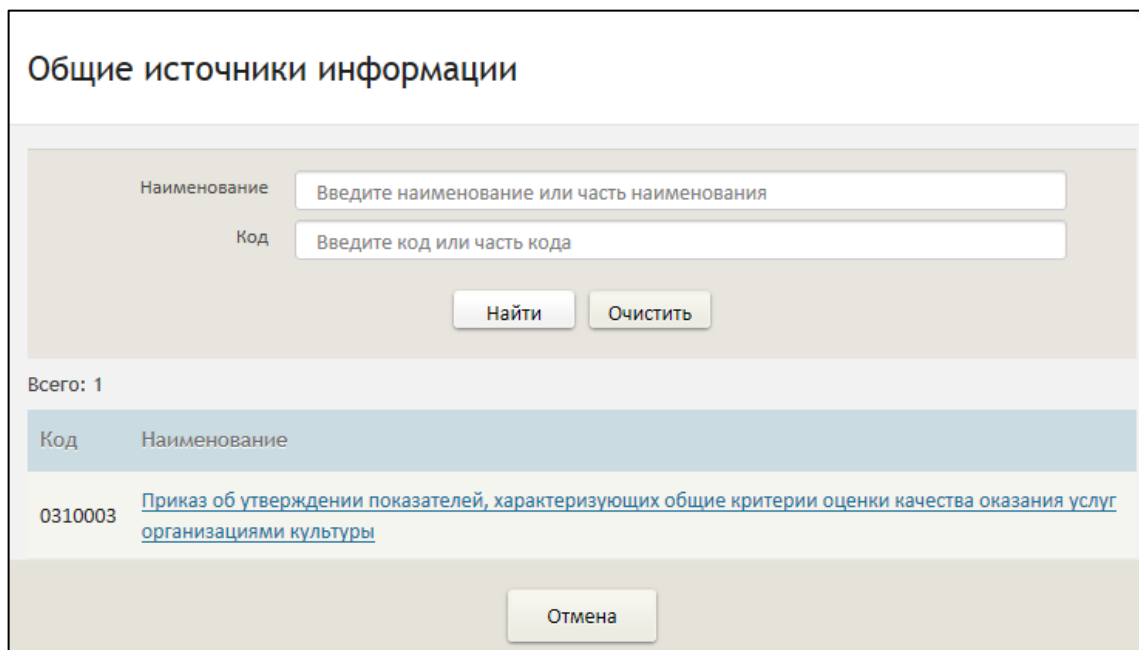 Общие источники информации
Наименование
Введите наименование или часть наименования
Код
Введите код или часть кода
Найти
Очистить
Всего: 1
Код Наименование
0310003 Приказ об утверждении показателей, характеризующих общие критерии оценки качества оказания услуг
организациями культуры
Отмена